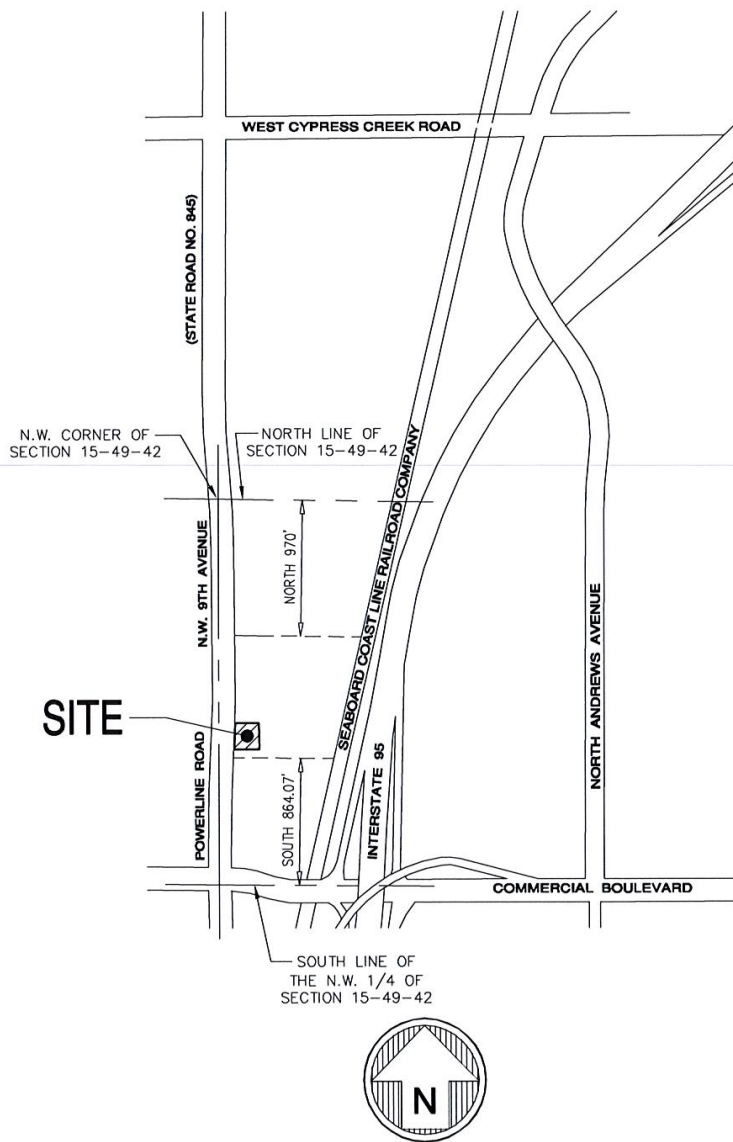 WEST CYPRESS CREEK ROAD
(STATE ROAD NO. 845)
N.W. CORNER OF
SECTION 15-49-42
NORTH LINE OF
SECTION 15-49-42
NORTH 970'
N.W. 9TH AVENUE
SEABOARD COAST LINE RAILROAD COMPANY
SITE
POWERLINE ROAD
SOUTH 864.07'
INTERSTATE 95
NORTH ANDREWS AVENUE
COMMERCIAL BOULEVARD
SOUTH LINE OF
THE N.W. 1/4 OF
SECTION 15-49-42
N